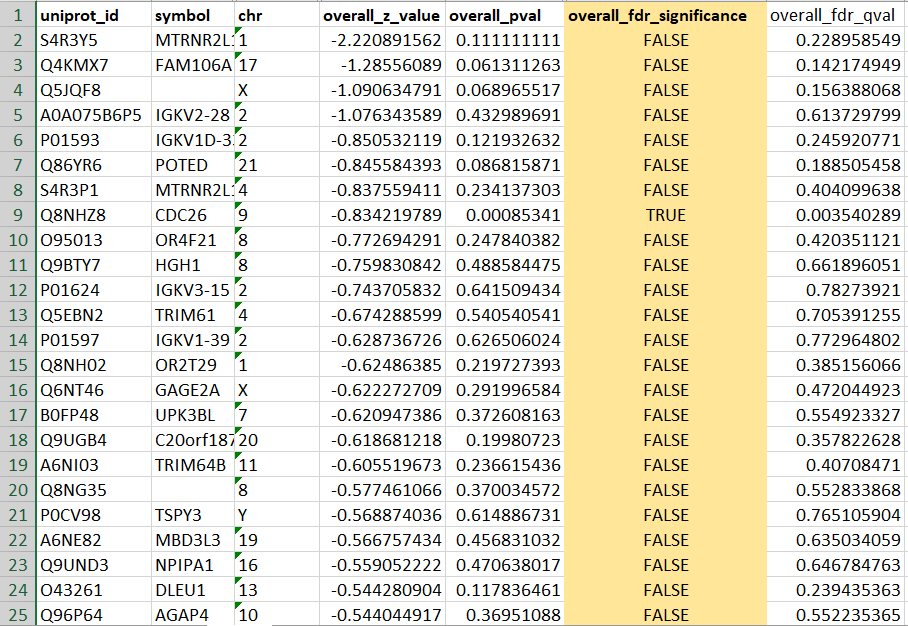 1 uniprot_id symbol chr overall_z_value overall_pval overall_fdr_significance overall_fdr_qval
2 S4R3Y5 MTRNR2L1 1 -2.220891562 0.111111111 FALSE 0.228958549
3 Q4KMX7 FAM106A 17 -1.28556089 0.061311263 FALSE 0.142174949
4 Q5JQF8 X -1.090634791 0.068965517 FALSE 0.156388068
5 A0A075B6P5 IGKV2-28 2 -1.076343589 0.432989691 FALSE 0.613729799
6 P01593 IGKV1D-3 2 -0.850532119 0.121932632 FALSE 0.245920771
7 Q86YR6 POTED 21 -0.845584393 0.086815871 FALSE 0.188505458
8 S4R3P1 MTRNR2L1 4 -0.837559411 0.234137303 FALSE 0.404099638
9 Q8NHZ8 CDC26 9 -0.834219789 0.00085341 TRUE 0.003540289
10 O95013 OR4F21 8 -0.772694291 0.247840382 FALSE 0.420351121
11 Q9BTY7 HGH1 8 -0.759830842 0.488584475 FALSE 0.661896051
12 P01624 IGKV3-15 2 -0.743705832 0.641509434 FALSE 0.78273921
13 Q5EBN2 TRIM61 4 -0.674288599 0.540540541 FALSE 0.705391255
14 P01597 IGKV1-39 2 -0.628736726 0.626506024 FALSE 0.772964802
15 Q8NH02 OR2T29 1 -0.62486385 0.219727393 FALSE 0.385156066
16 Q6NT46 GAGE2A X -0.622272709 0.291996584 FALSE 0.472044923
17 B0FP48 UPK3BL 7 -0.620947386 0.372608163 FALSE 0.554923327
18 Q9UGB4 C20orf187 20 -0.618681218 0.19980723 FALSE 0.357822628
19 A6NI03 TRIM64B 11 -0.605519673 0.236615436 FALSE 0.40708471
20 Q8NG35 8 -0.577461066 0.370034572 FALSE 0.552833868
21 P0CV98 TSPY3 Y -0.568874036 0.614886731 FALSE 0.765105904
22 A6NE82 MBD3L3 19 -0.566757434 0.456831032 FALSE 0.635034059
23 Q9UND3 NPIPA1 16 -0.559052222 0.470638017 FALSE 0.646784763
24 O43261 DLEU1 13 -0.544280904 0.117836461 FALSE 0.239435363
25 Q96P64 AGAP4 10 -0.544044917 0.36951088 FALSE 0.552235365